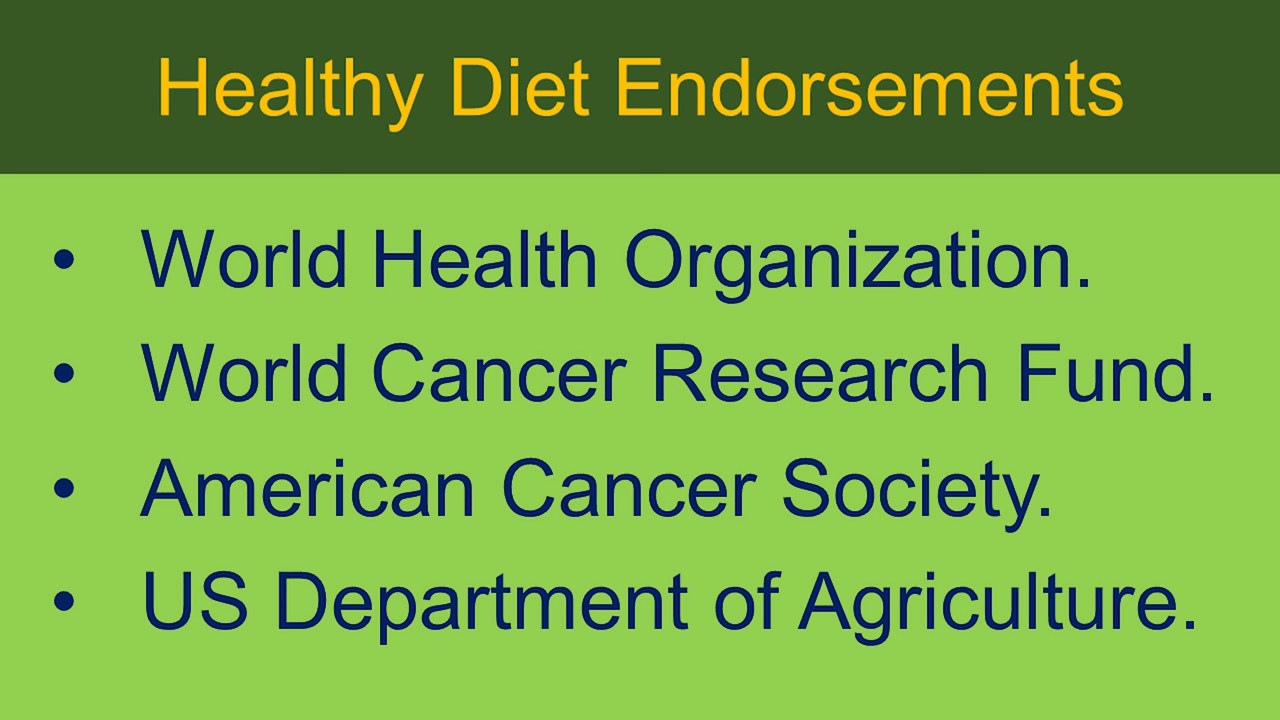 Healthy Diet Endorsements
• World Health Organization.
• World Cancer Research Fund.
• American Cancer Society.
• US Department of Agriculture.